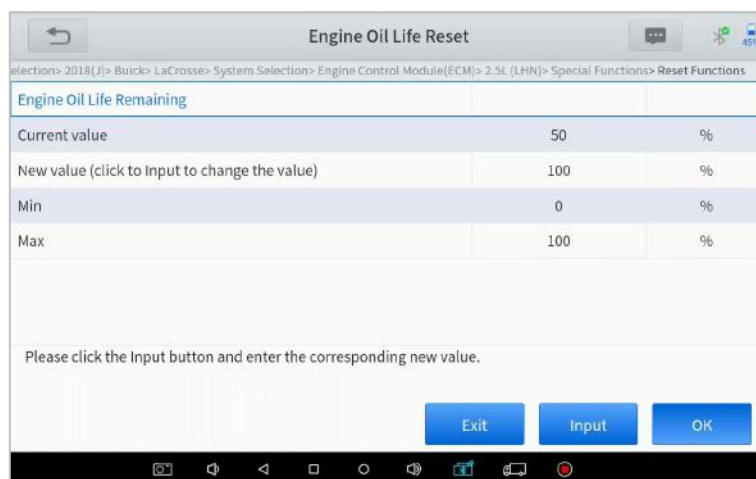 Engine Oil Life Reset
45%
election> 2018(J)> Buick> LaCrosse> System Selection> Engine Control Module(ECM)> 2.5L (LHN)> Special Functions> Reset Functions
Engine Oil Life Remaining
Current value 50 %
New value (click to Input to change the value) 100 %
Min 0 %
Max 100 %
Please click the Input button and enter the corresponding new value.
Exit Input OK